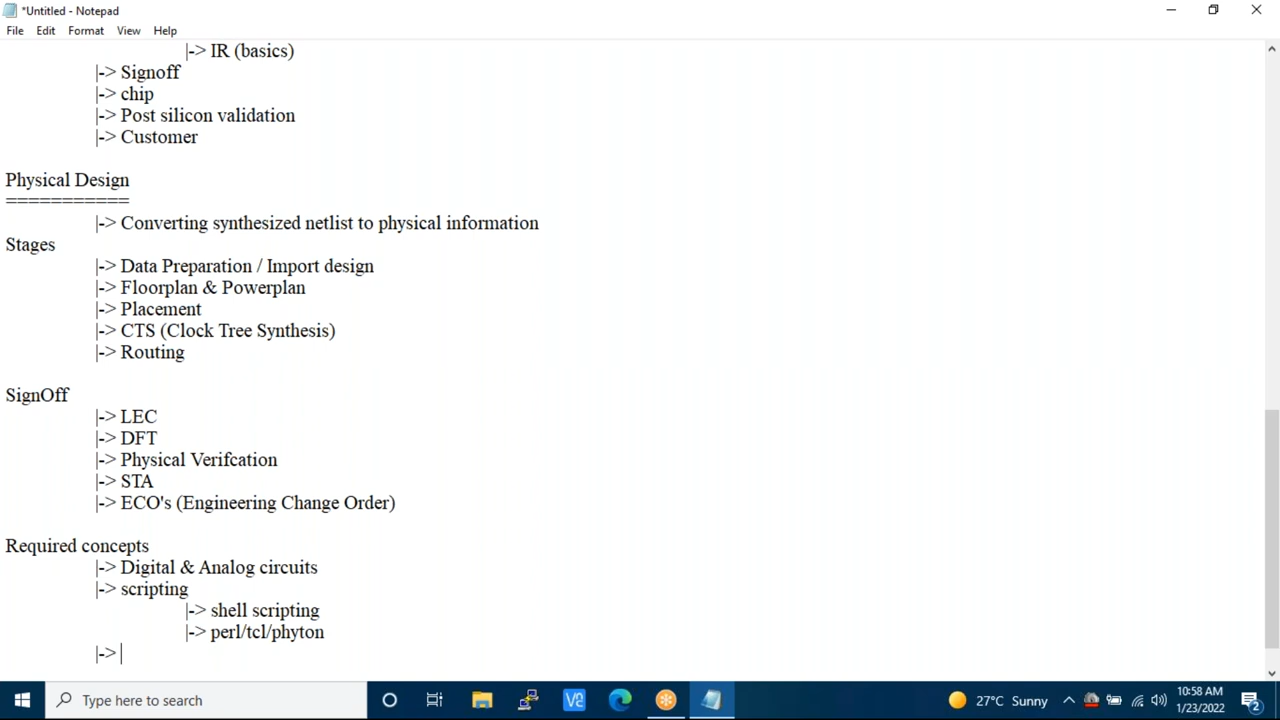 *Untitled - Notepad
File Edit Format View Help
|-> IR (basics)
|-> Signoff
|-> chip
|-> Post silicon validation
|-> Customer
Physical Design
===========
|-> Converting synthesized netlist to physical information
Stages
|-> Data Preparation / Import design
|-> Floorplan & Powerplan
|-> Placement
|-> CTS (Clock Tree Synthesis)
|-> Routing
SignOff
|-> LEC
|-> DFT
|-> Physical Verifcation
|-> STA
|-> ECO's (Engineering Change Order)
Required concepts
|-> Digital & Analog circuits
|-> scripting
|-> shell scripting
|-> perl/tcl/phyton
|->
Type here to search
27°C Sunny
10:58 AM
1/23/2022
2